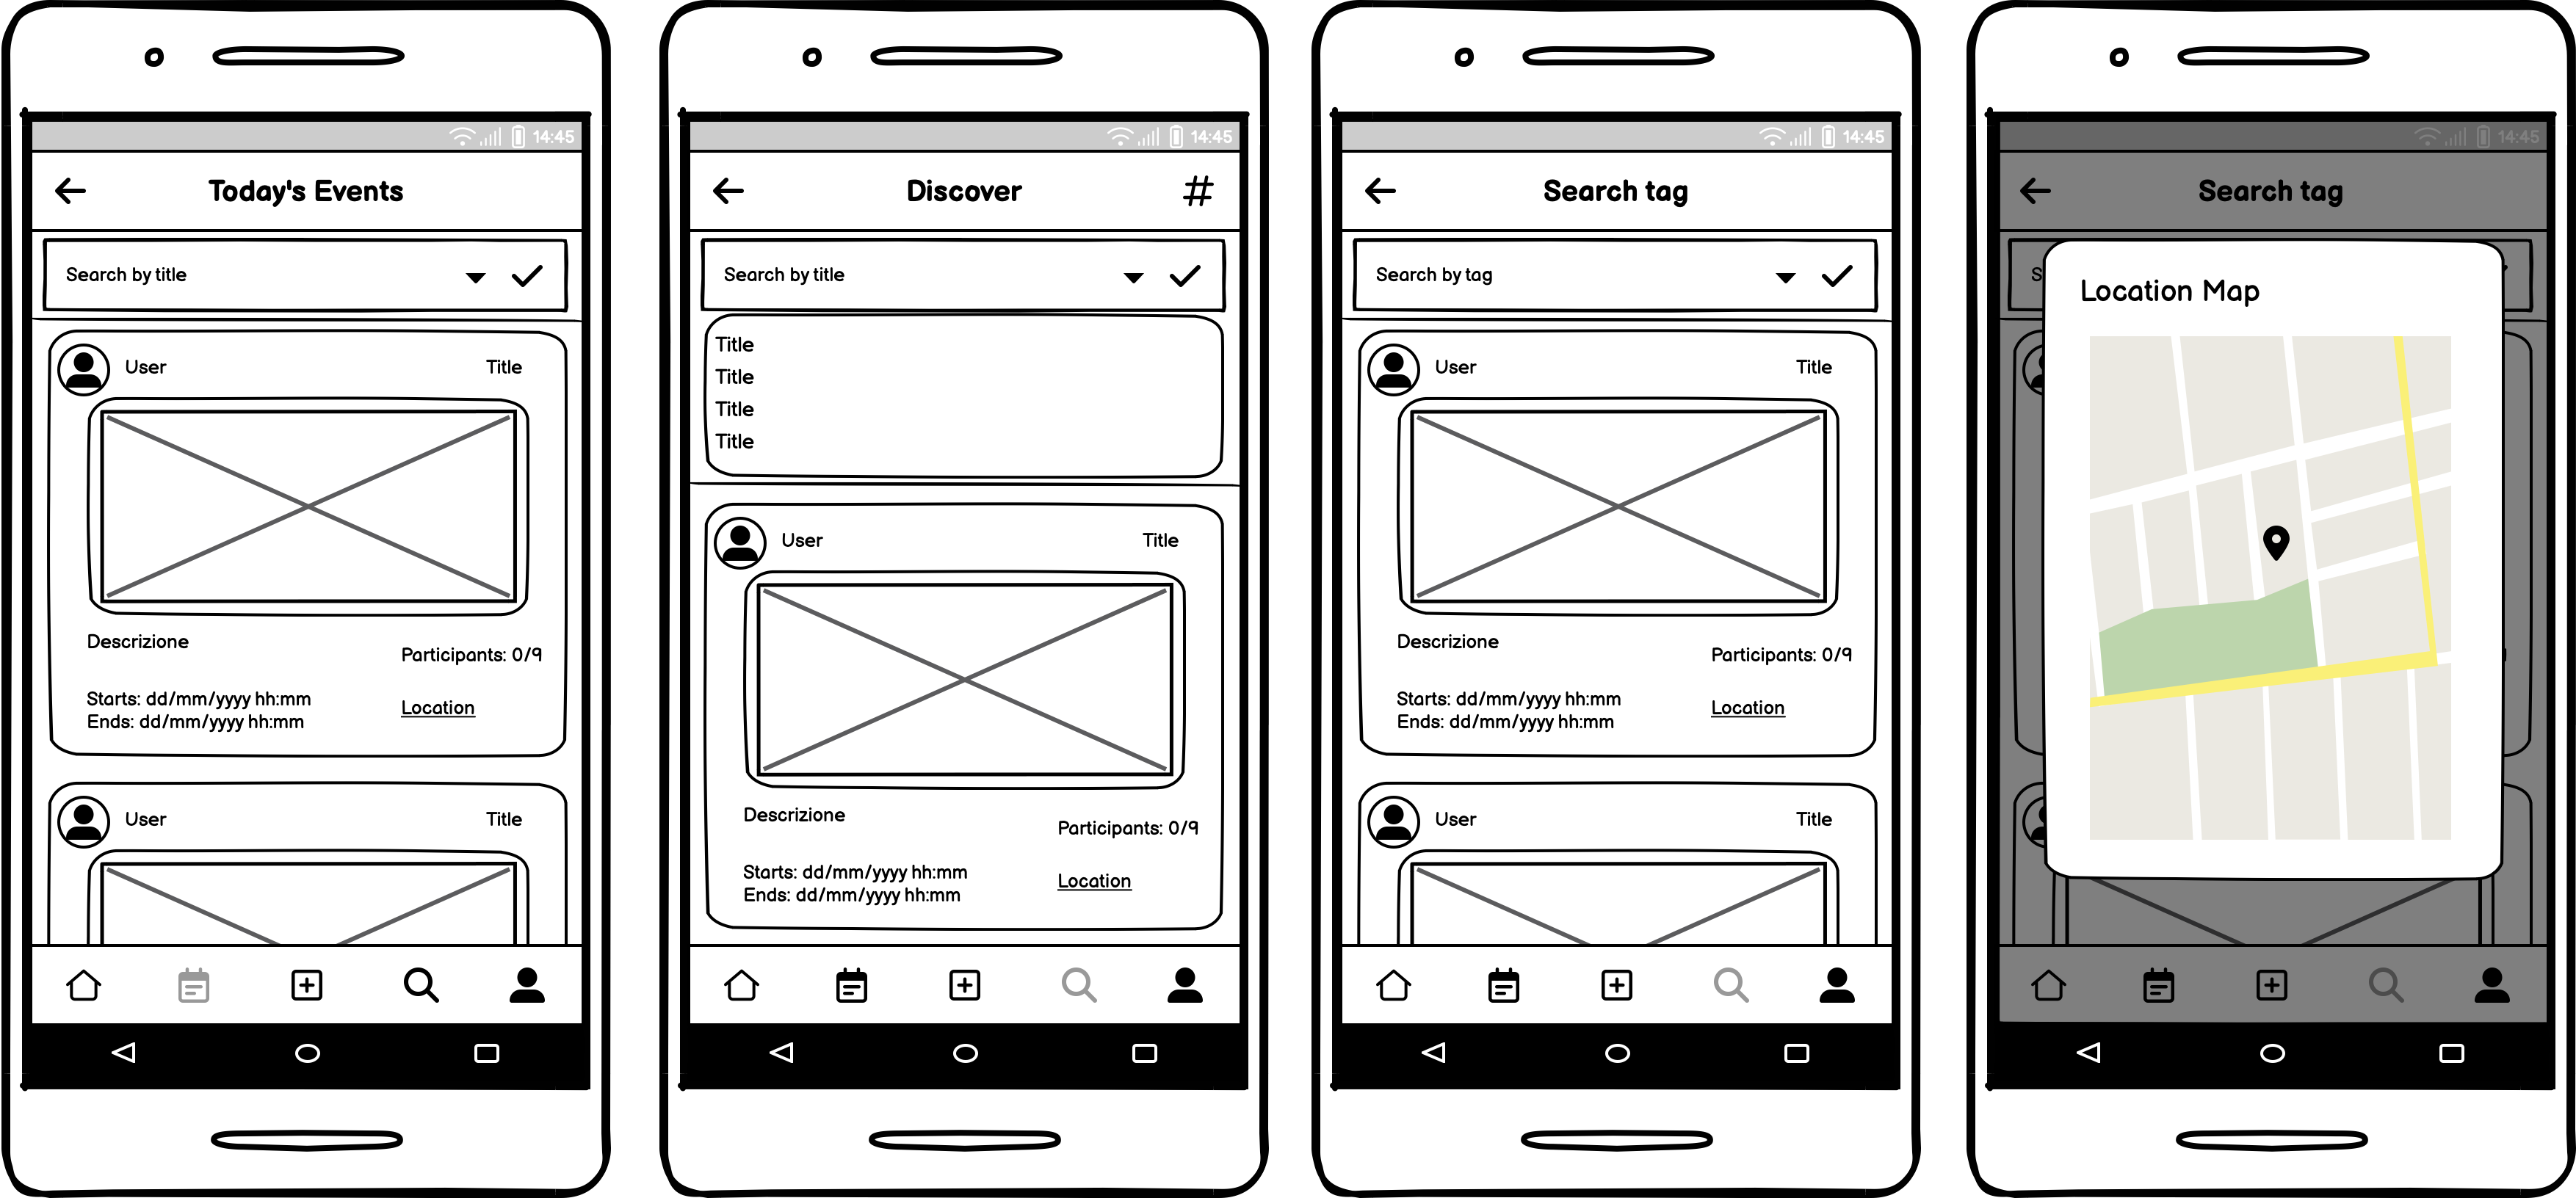 14:45
Today's Events
Search by title
User Title
Descrizione
Participants: 0/9
Starts: dd/mm/yyyy hh:mm
Location
Ends: dd/mm/yyyy hh:mm
User Title
14:45
Discover #
Search by title
Title
Title
Title
Title
User Title
Descrizione
Participants: 0/9
Starts: dd/mm/yyyy hh:mm
Location
Ends: dd/mm/yyyy hh:mm
14:45
Search tag
Search by tag
User Title
Descrizione
Participants: 0/9
Starts: dd/mm/yyyy hh:mm
Location
Ends: dd/mm/yyyy hh:mm
User Title
14:45
Search tag
S
Location Map